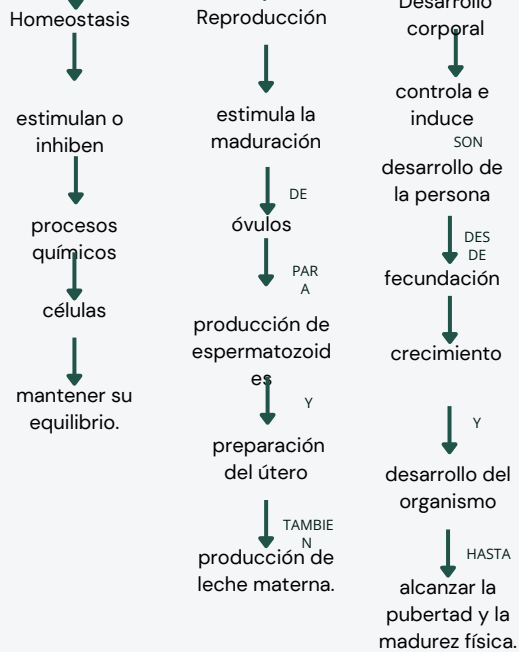 Homeostasis
estimulan o
inhiben
procesos
químicos
células
mantener su
equilibrio.
Reproducción
estimula la
maduración
DE
óvulos
PAR
A
producción de
espermatozoid
es
Y
preparación
del útero
TAMBIE
N
producción de
leche materna.
Desarrollo
corporal
controla e
induce
SON
desarrollo de
la persona
DES
DE
fecundación
crecimiento
Y
desarrollo del
organismo
HASTA
alcanzar la
pubertad y la
madurez física.